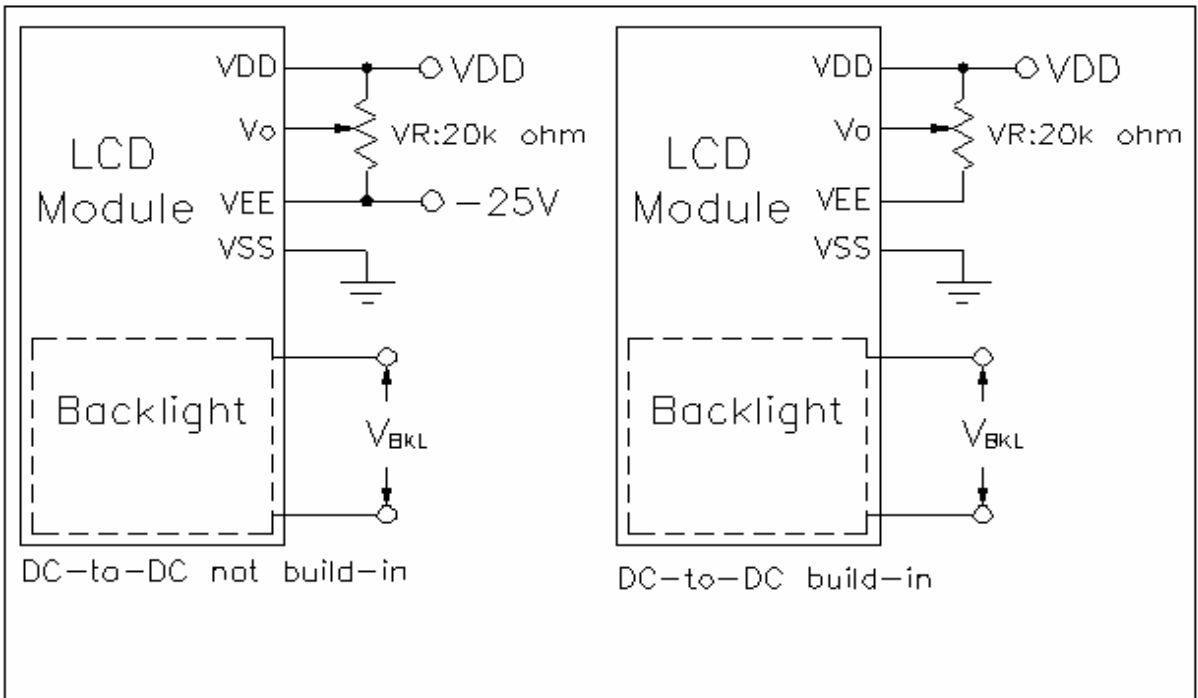 VDD
VDD
Vo
VR:20k ohm
LCD
Module
VEE
-25V
VSS
Backlight
VBKL
DC-to-DC not build-in
VDD
VDD
Vo
VR:20k ohm
LCD
Module
VEE
VSS
Backlight
VBKL
DC-to-DC build-in